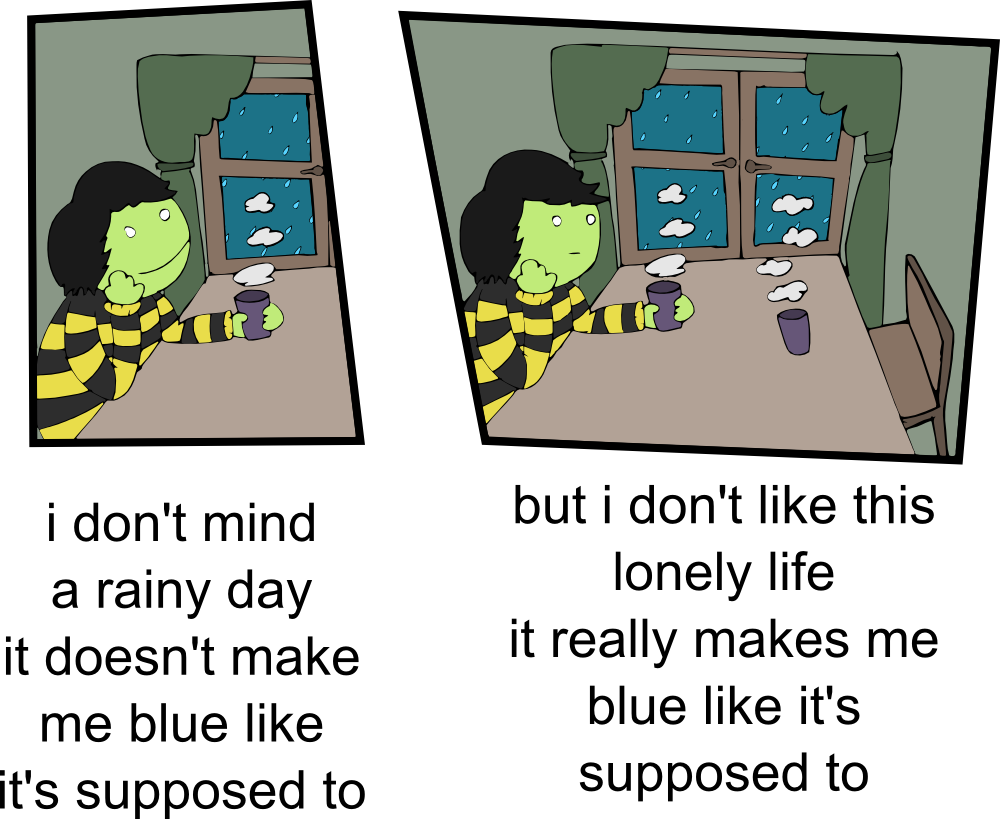 i don't mind
a rainy day
it doesn't make
me blue like
it's supposed to
but i don't like this
lonely life
it really makes me
blue like it's
supposed to